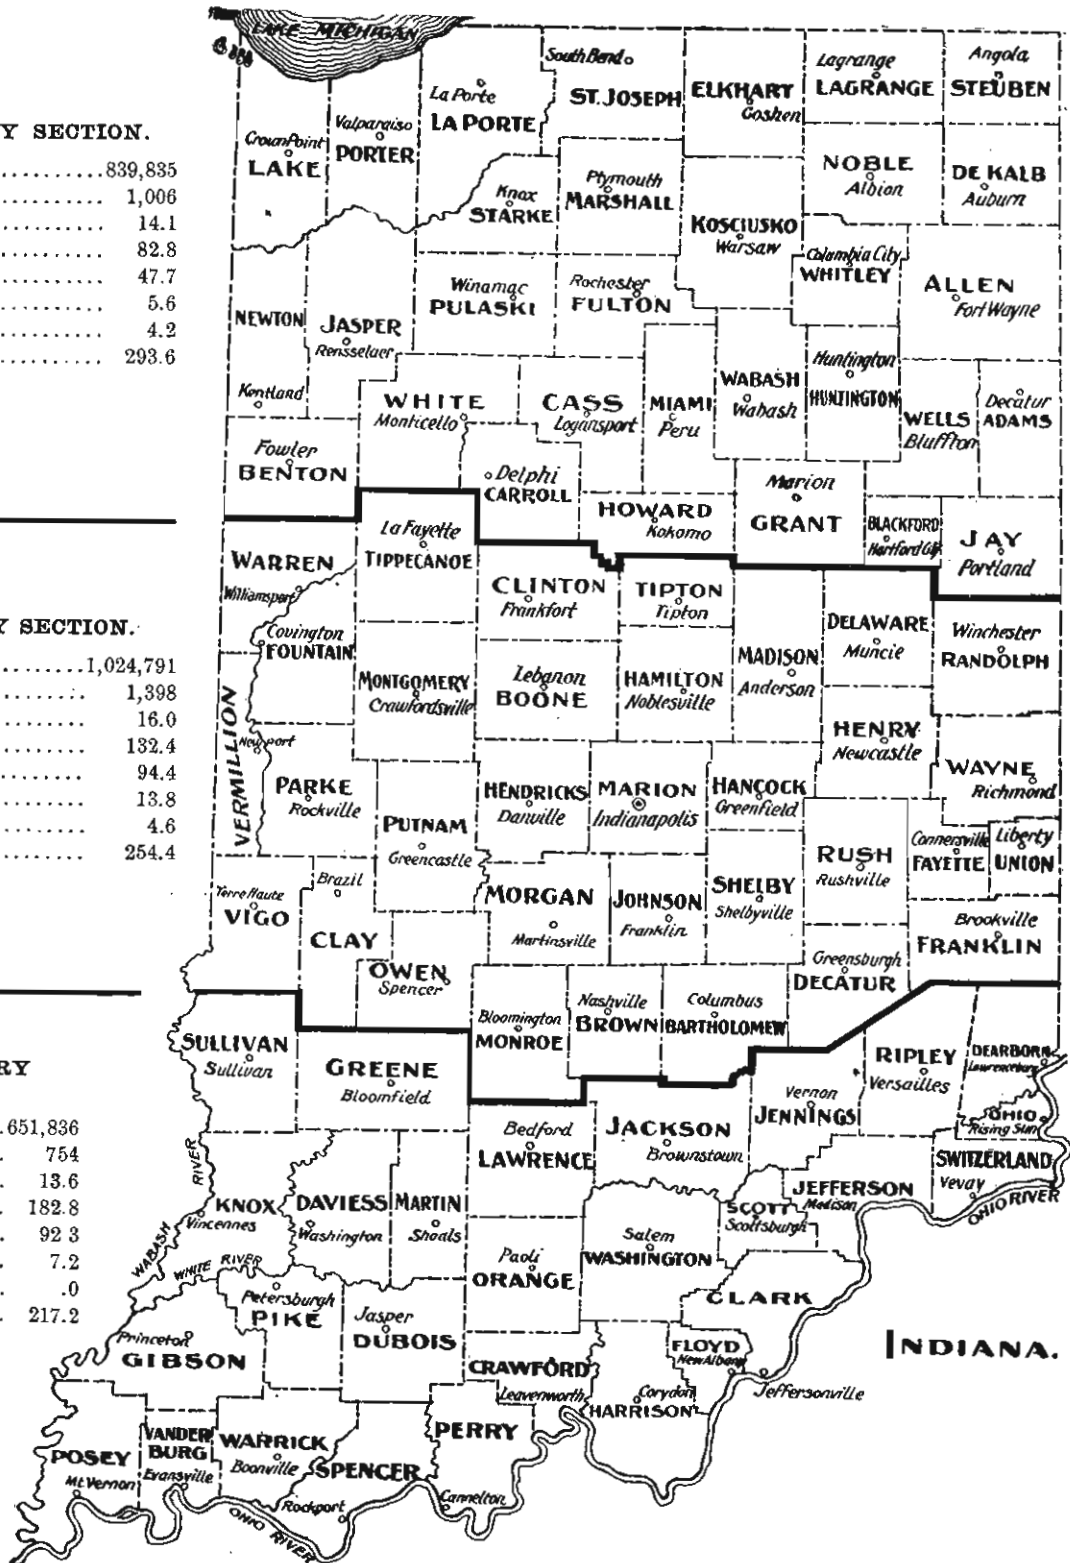 LAKE MICHIGAN
Y SECTION.
839,835
1,006
14.1
82.8
47.7
5.6
4.2
293.6
Y SECTION.
1,024,791
1,398
16.0
132.4
94.4
13.8
4.6
254.4
RY
651,836
754
13.6
182.8
92 3
7.2
.0
217.2
Crown Point
LAKE
Valparaiso
PORTER
La Porte
LA PORTE
South Bend
ST. JOSEPH
ELKHART
Goshen
Lagrange
LAGRANGE
Angola
STEUBEN
Knox
STARKE
Plymouth
MARSHALL
KOSCIUSKO
Warsaw
NOBLE
Albion
DE KALB
Auburn
NEWTON
Kentland
JASPER
Rensselaer
Winamac
PULASKI
Rochester
FULTON
Columbia City
WHITLEY
ALLEN
Fort Wayne
WHITE
Monticello
CASS
Logansport
MIAMI
Peru
WABASH
Wabash
Huntington
HUNTINGTON
WELLS
Bluffton
Decatur
ADAMS
Fowler
BENTON
Delphi
CARROLL
HOWARD
Kokomo
Marion
GRANT
BLACKFORD
Hartford City
JAY
Portland
WARREN
Williamsport
La Fayette
TIPPECANOE
CLINTON
Frankfort
TIPTON
Tipton
Covington
FOUNTAIN
MONTGOMERY
Crawfordsville
Lebanon
BOONE
HAMILTON
Noblesville
MADISON
Anderson
DELAWARE
Muncie
Winchester
RANDOLPH
VERMILLION
Newport
PARKE
Rockville
PUTNAM
Greencastle
HENDRICKS
Danville
MARION
Indianapolis
HANCOCK
Greenfield
HENRY
Newcastle
WAYNE
Richmond
RUSH
Rushville
Connersville
FAYETTE
Liberty
UNION
Terre Haute
VIGO
Brazil
CLAY
OWEN
Spencer
MORGAN
Martinsville
JOHNSON
Franklin
SHELBY
Shelbyville
Greensburgh
DECATUR
Brookville
FRANKLIN
SULLIVAN
Sullivan
GREENE
Bloomfield
Bloomington
MONROE
Nashville
BROWN
Columbus
BARTHOLOMEW
Vernon
JENNINGS
RIPLEY
Versailles
DEARBORN
Lawrenceburg
OHIO
Rising Sun
SWITZERLAND
Vevay
JEFFERSON
Madison
Bedford
LAWRENCE
JACKSON
Brownstown
WABASH RIVER
KNOX
Vincennes
DAVIESS
Washington
MARTIN
Shoals
Paoli
ORANGE
Salem
WASHINGTON
SCOTT
Scottsburgh
CLARK
OHIO RIVER
WHITE RIVER
Princeton
GIBSON
Petersburgh
PIKE
Jasper
DUBOIS
CRAWFORD
Leavenworth
Corydon
HARRISON
FLOYD
New Albany
Jeffersonville
INDIANA.
POSEY
Mt Vernon
VANDER
BURG
Evansville
WARRICK
Boonville
SPENCER
Rockport
PERRY
Cannelton
OHIO RIVER